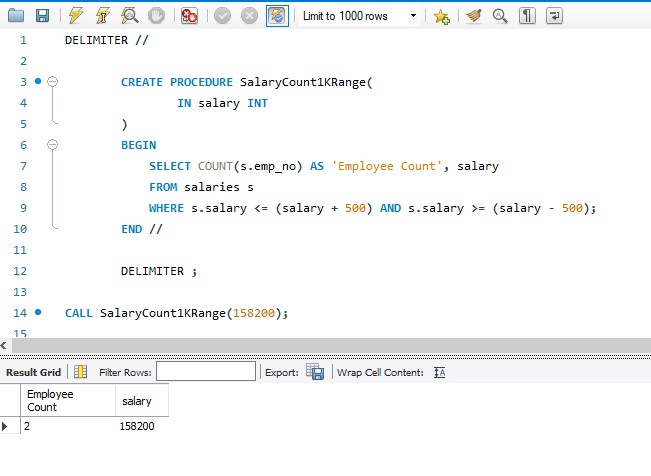 Limit to 1000 rows
1 DELIMITER //
2
3 CREATE PROCEDURE SalaryCount1KRange(
4 IN salary INT
5 )
6 BEGIN
7 SELECT COUNT(s.emp_no) AS 'Employee Count', salary
8 FROM salaries s
9 WHERE s.salary <= (salary + 500) AND s.salary >= (salary - 500);
10 END //
11
12 DELIMITER ;
13
14 CALL SalaryCount1KRange(158200);
15
Result Grid Filter Rows: Export: Wrap Cell Content: IA
Employee
Count salary
2 158200